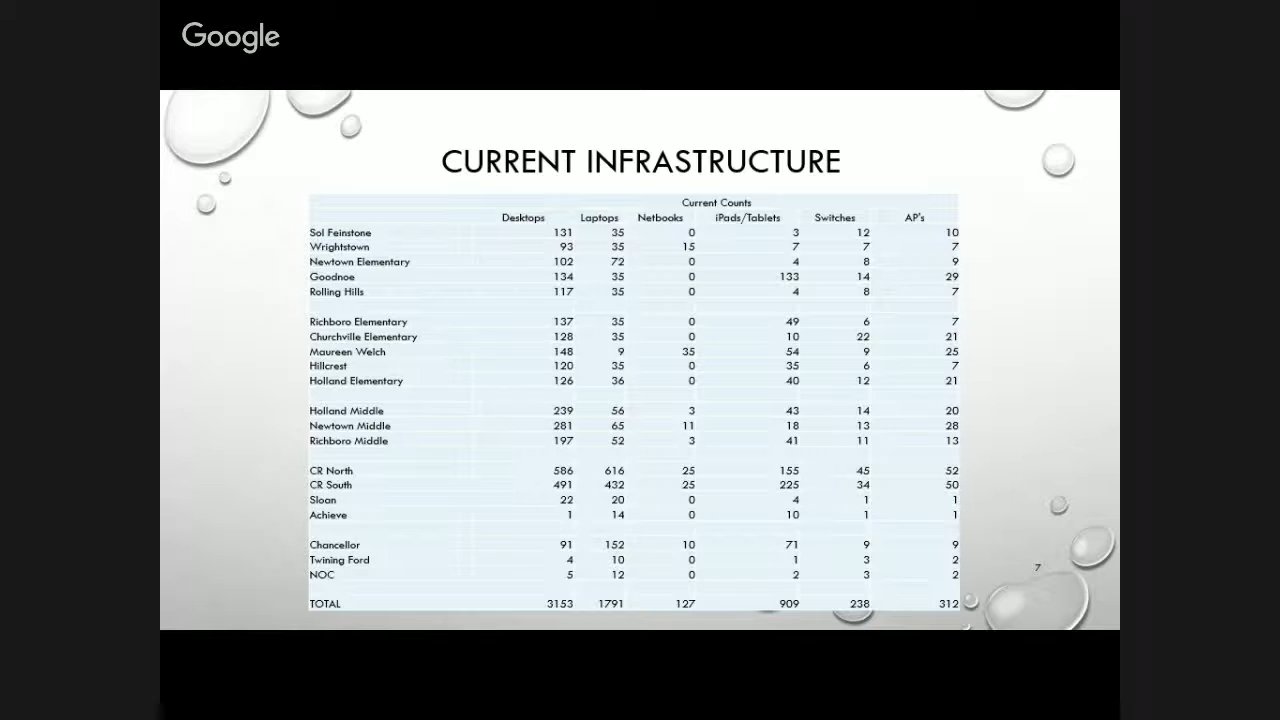 Google
CURRENT INFRASTRUCTURE
Current Counts
Desktops Laptops Netbooks iPads/Tablets Switches AP's
Sol Feinstone 131 35 0 3 12 10
Wrightstown 93 35 15 7 7 7
Newtown Elementary 102 72 0 4 8 9
Goodnoe 134 35 0 133 14 29
Rolling Hills 117 35 0 4 8 7
Richboro Elementary 137 35 0 49 6 7
Churchville Elementary 128 35 0 10 22 21
Maureen Welch 148 9 35 54 9 25
Hillcrest 120 35 0 35 6 7
Holland Elementary 126 36 0 40 12 21
Holland Middle 239 56 3 43 14 20
Newtown Middle 281 65 11 18 13 28
Richboro Middle 197 52 3 41 11 13
CR North 586 616 25 155 45 52
CR South 491 432 25 225 34 50
Sloan 22 20 0 4 1 1
Achieve 1 14 0 10 1 1
Chancellor 91 152 10 71 9 9
Twining Ford 4 10 0 1 3 2
NOC 5 12 0 2 3 2
7
TOTAL 3153 1791 127 909 238 312